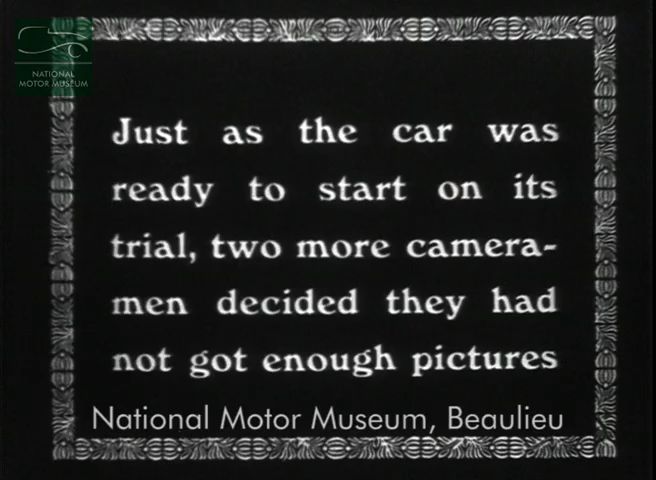 NATIONAL
MOTOR MUSEUM
Just as the car was
ready to start on its
trial, two more camera-
men decided they had
not got enough pictures
National Motor Museum, Beaulieu